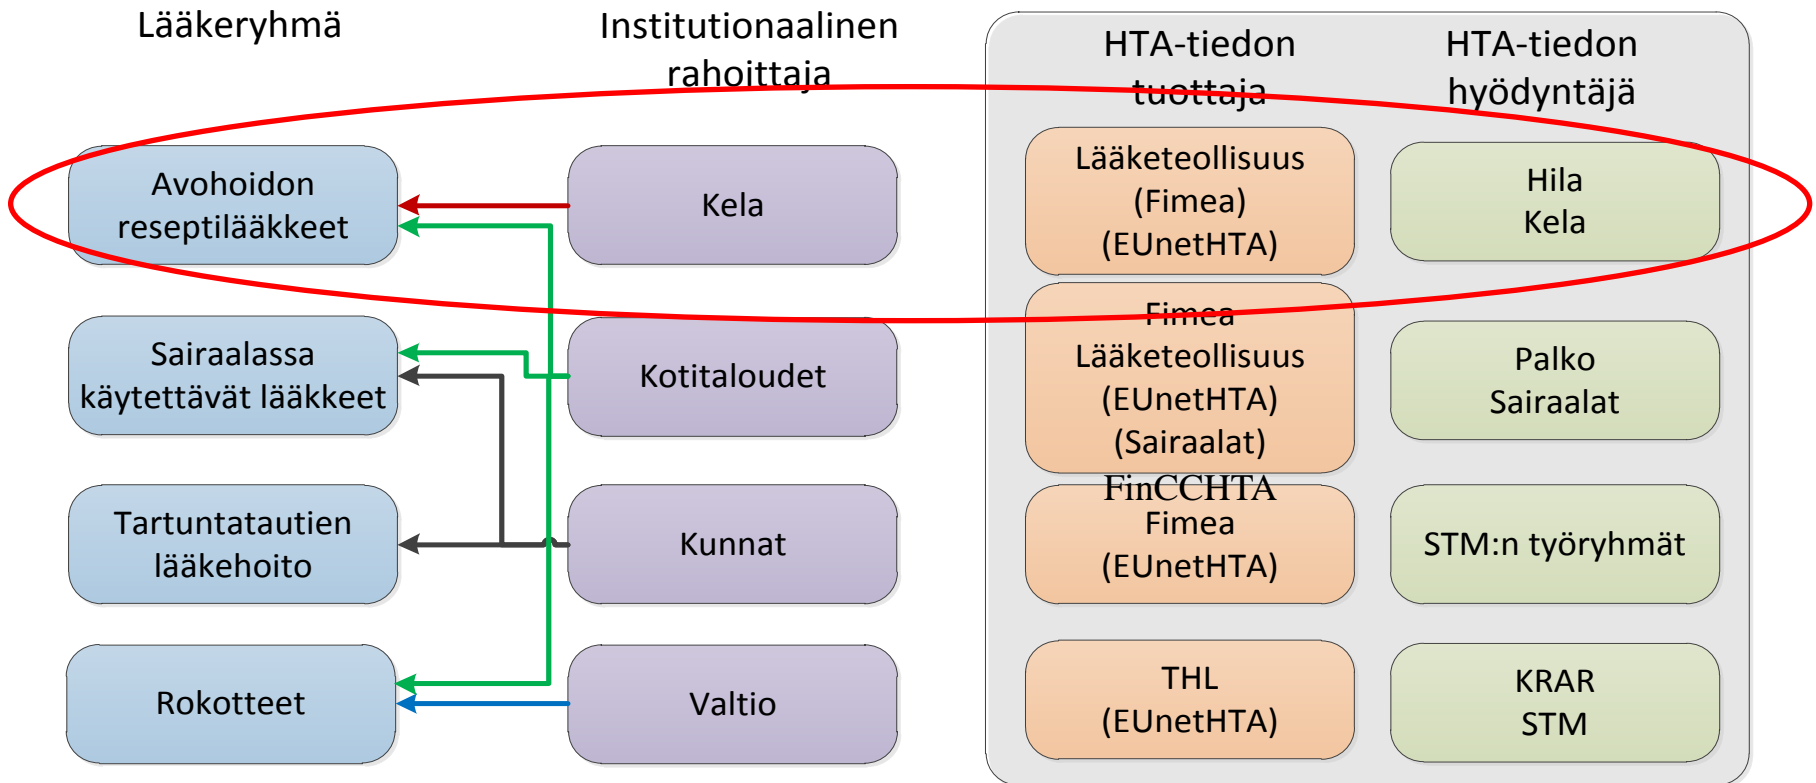 Lääkeryhmä
Institutionaalinen
rahoittaja
HTA-tiedon
tuottaja
HTA-tiedon
hyödyntäjä
Avohoidon
reseptilääkkeet
Kela
Lääketeollisuus
(Fimea)
(EUnetHTA)
Hila
Kela
Sairaalassa
käytettävät lääkkeet
Kotitaloudet
Fimea
Lääketeollisuus
(EUnetHTA)
(Sairaalat)
FinCCHTA
Palko
Sairaalat
Tartuntatautien
lääkehoito
Kunnat
Fimea
(EUnetHTA)
STM:n työryhmät
Rokotteet
Valtio
THL
(EUnetHTA)
KRAR
STM